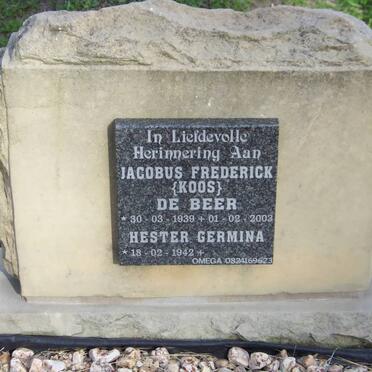 In Liefdevolle
Herinnering Aan
JACOBUS FREDERICK
{KOOS}
DE BEER
* 30-03-1939 + 01-02-2003
HESTER GERMINA
* 18-02-1942 +
OMEGA 0824169623